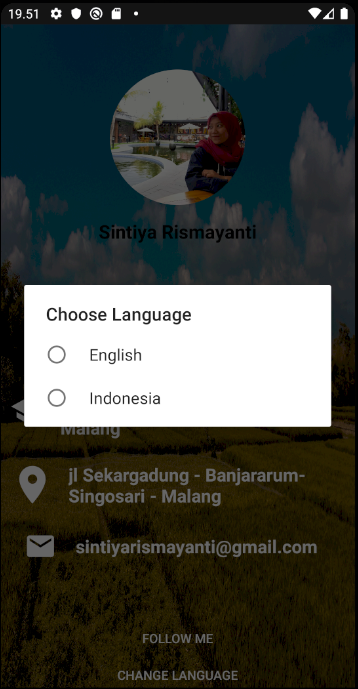 19.51
Sintiya Rismayanti
Choose Language
English
Indonesia
Malang
jl Sekargadung - Banjararum-
Singosari - Malang
sintiyarismayanti@gmail.com
FOLLOW ME
CHANGE LANGUAGE